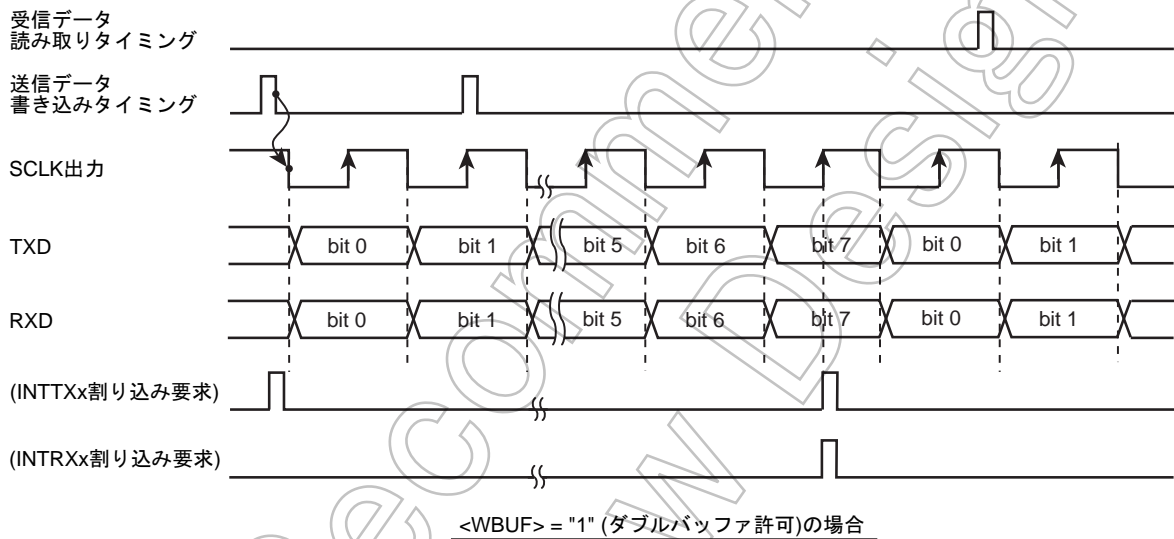 受信データ
読み取りタイミング
送信データ
書き込みタイミング
SCLK出力
TXD
bit 0
bit 1
bit 5
bit 6
bit 7
bit 0
bit 1
RXD
bit 0
bit 1
bit 5
bit 6
bit 7
bit 0
bit 1
(INTTXx割り込み要求)
(INTRXx割り込み要求)
<WBUF> = "1" (ダブルバッファ許可)の場合